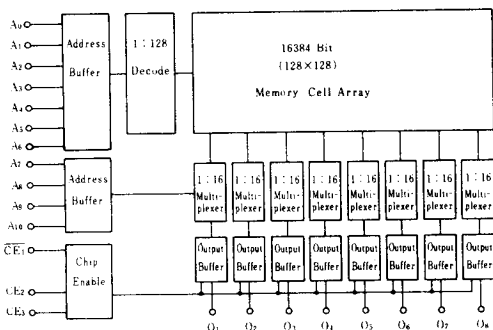 A0
A1
A2
A3
A4
A5
A6
Address
Buffer
1 : 128
Decode
16384 Bit
(128×128)
Memory Cell Array
A7
A8
A9
A10
Address
Buffer
1 : 16
Multi-
plexer
1 : 16
Multi-
plexer
1 : 16
Multi-
plexer
1 : 16
Multi-
plexer
1 : 16
Multi-
plexer
1 : 16
Multi-
plexer
1 : 16
Multi-
plexer
1 : 16
Multi-
plexer
CE1
CE2
CE3
Chip
Enable
Output
Buffer
Output
Buffer
Output
Buffer
Output
Buffer
Output
Buffer
Output
Buffer
Output
Buffer
Output
Buffer
O1
O2
O3
O4
O5
O6
O7
O8